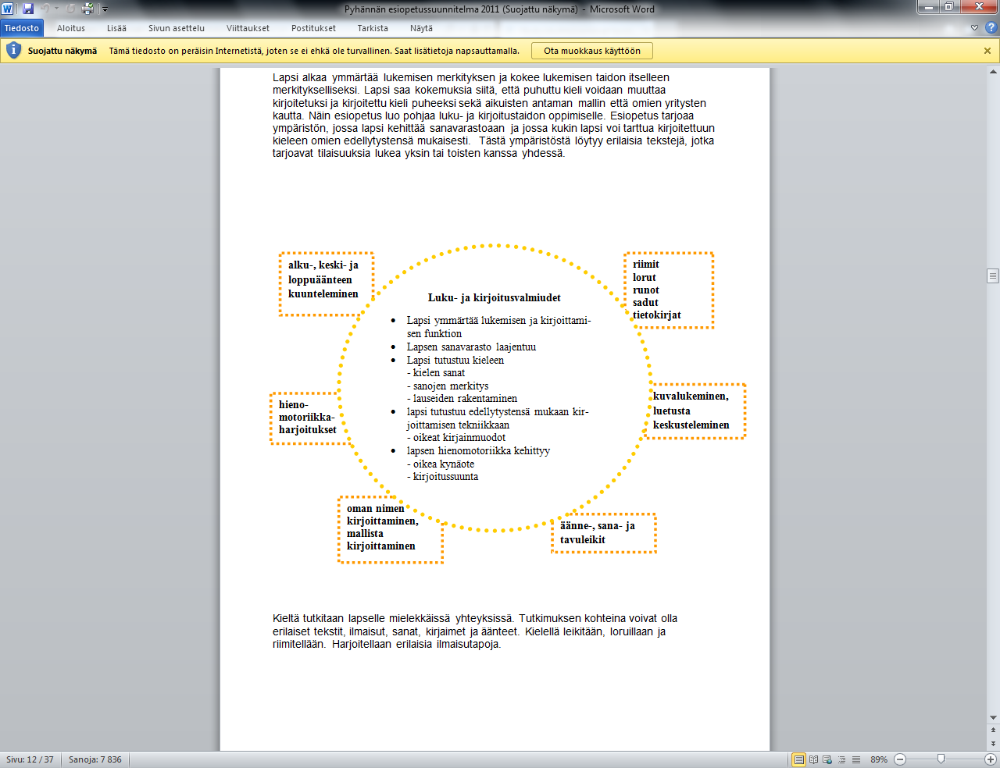 Pyhännän esiopetussuunnitelma 2011 (Suojattu näkymä) - Microsoft Word
Tiedosto Aloitus Lisää Sivun asettelu Viittaukset Postitukset Tarkista Näytä
Suojattu näkymä Tämä tiedosto on peräisin Internetistä, joten se ei ehkä ole turvallinen. Saat lisätietoja napsauttamalla. Ota muokkaus käyttöön
Lapsi alkaa ymmärtää lukemisen merkityksen ja kokee lukemisen taidon itselleen
merkitykselliseksi. Lapsi saa kokemuksia siitä, että puhuttu kieli voidaan muuttaa
kirjoitetuksi ja kirjoitettu kieli puheeksi sekä aikuisten antaman mallin että omien yritysten
kautta. Näin esiopetus luo pohjaa luku- ja kirjoitustaidon oppimiselle. Esiopetus tarjoaa
ympäristön, jossa lapsi kehittää sanavarastoaan ja jossa kukin lapsi voi tarttua kirjoitettuun
kieleen omien edellytystensä mukaisesti. Tästä ympäristöstä löytyy erilaisia tekstejä, jotka
tarjoavat tilaisuuksia lukea yksin tai toisten kanssa yhdessä.
alku-, keski- ja
loppuäänteen
kuunteleminen
riimit
lorut
runot
sadut
tietokirjat
Luku- ja kirjoitusvalmiudet
• Lapsi ymmärtää lukemisen ja kirjoittami-
sen funktion
• Lapsen sanavarasto laajentuu
• Lapsi tutustuu kieleen
- kielen sanat
- sanojen merkitys
- lauseiden rakentaminen
• lapsi tutustuu edellytystensä mukaan kir-
joittamisen tekniikkaan
- oikeat kirjainmuodot
• lapsen hienomotoriikka kehittyy
- oikea kynäote
- kirjoitussuunta
hieno-
motoriikka-
harjoitukset
kuvalukeminen,
luetusta
keskusteleminen
oman nimen
kirjoittaminen,
mallista
kirjoittaminen
äänne-, sana- ja
tavuleikit
Kieltä tutkitaan lapselle mielekkäissä yhteyksissä. Tutkimuksen kohteina voivat olla
erilaiset tekstit, ilmaisut, sanat, kirjaimet ja äänteet. Kielellä leikitään, loruillaan ja
riimitellään. Harjoitellaan erilaisia ilmaisutapoja.
Sivu: 12 / 37 Sanoja: 7 836 89%